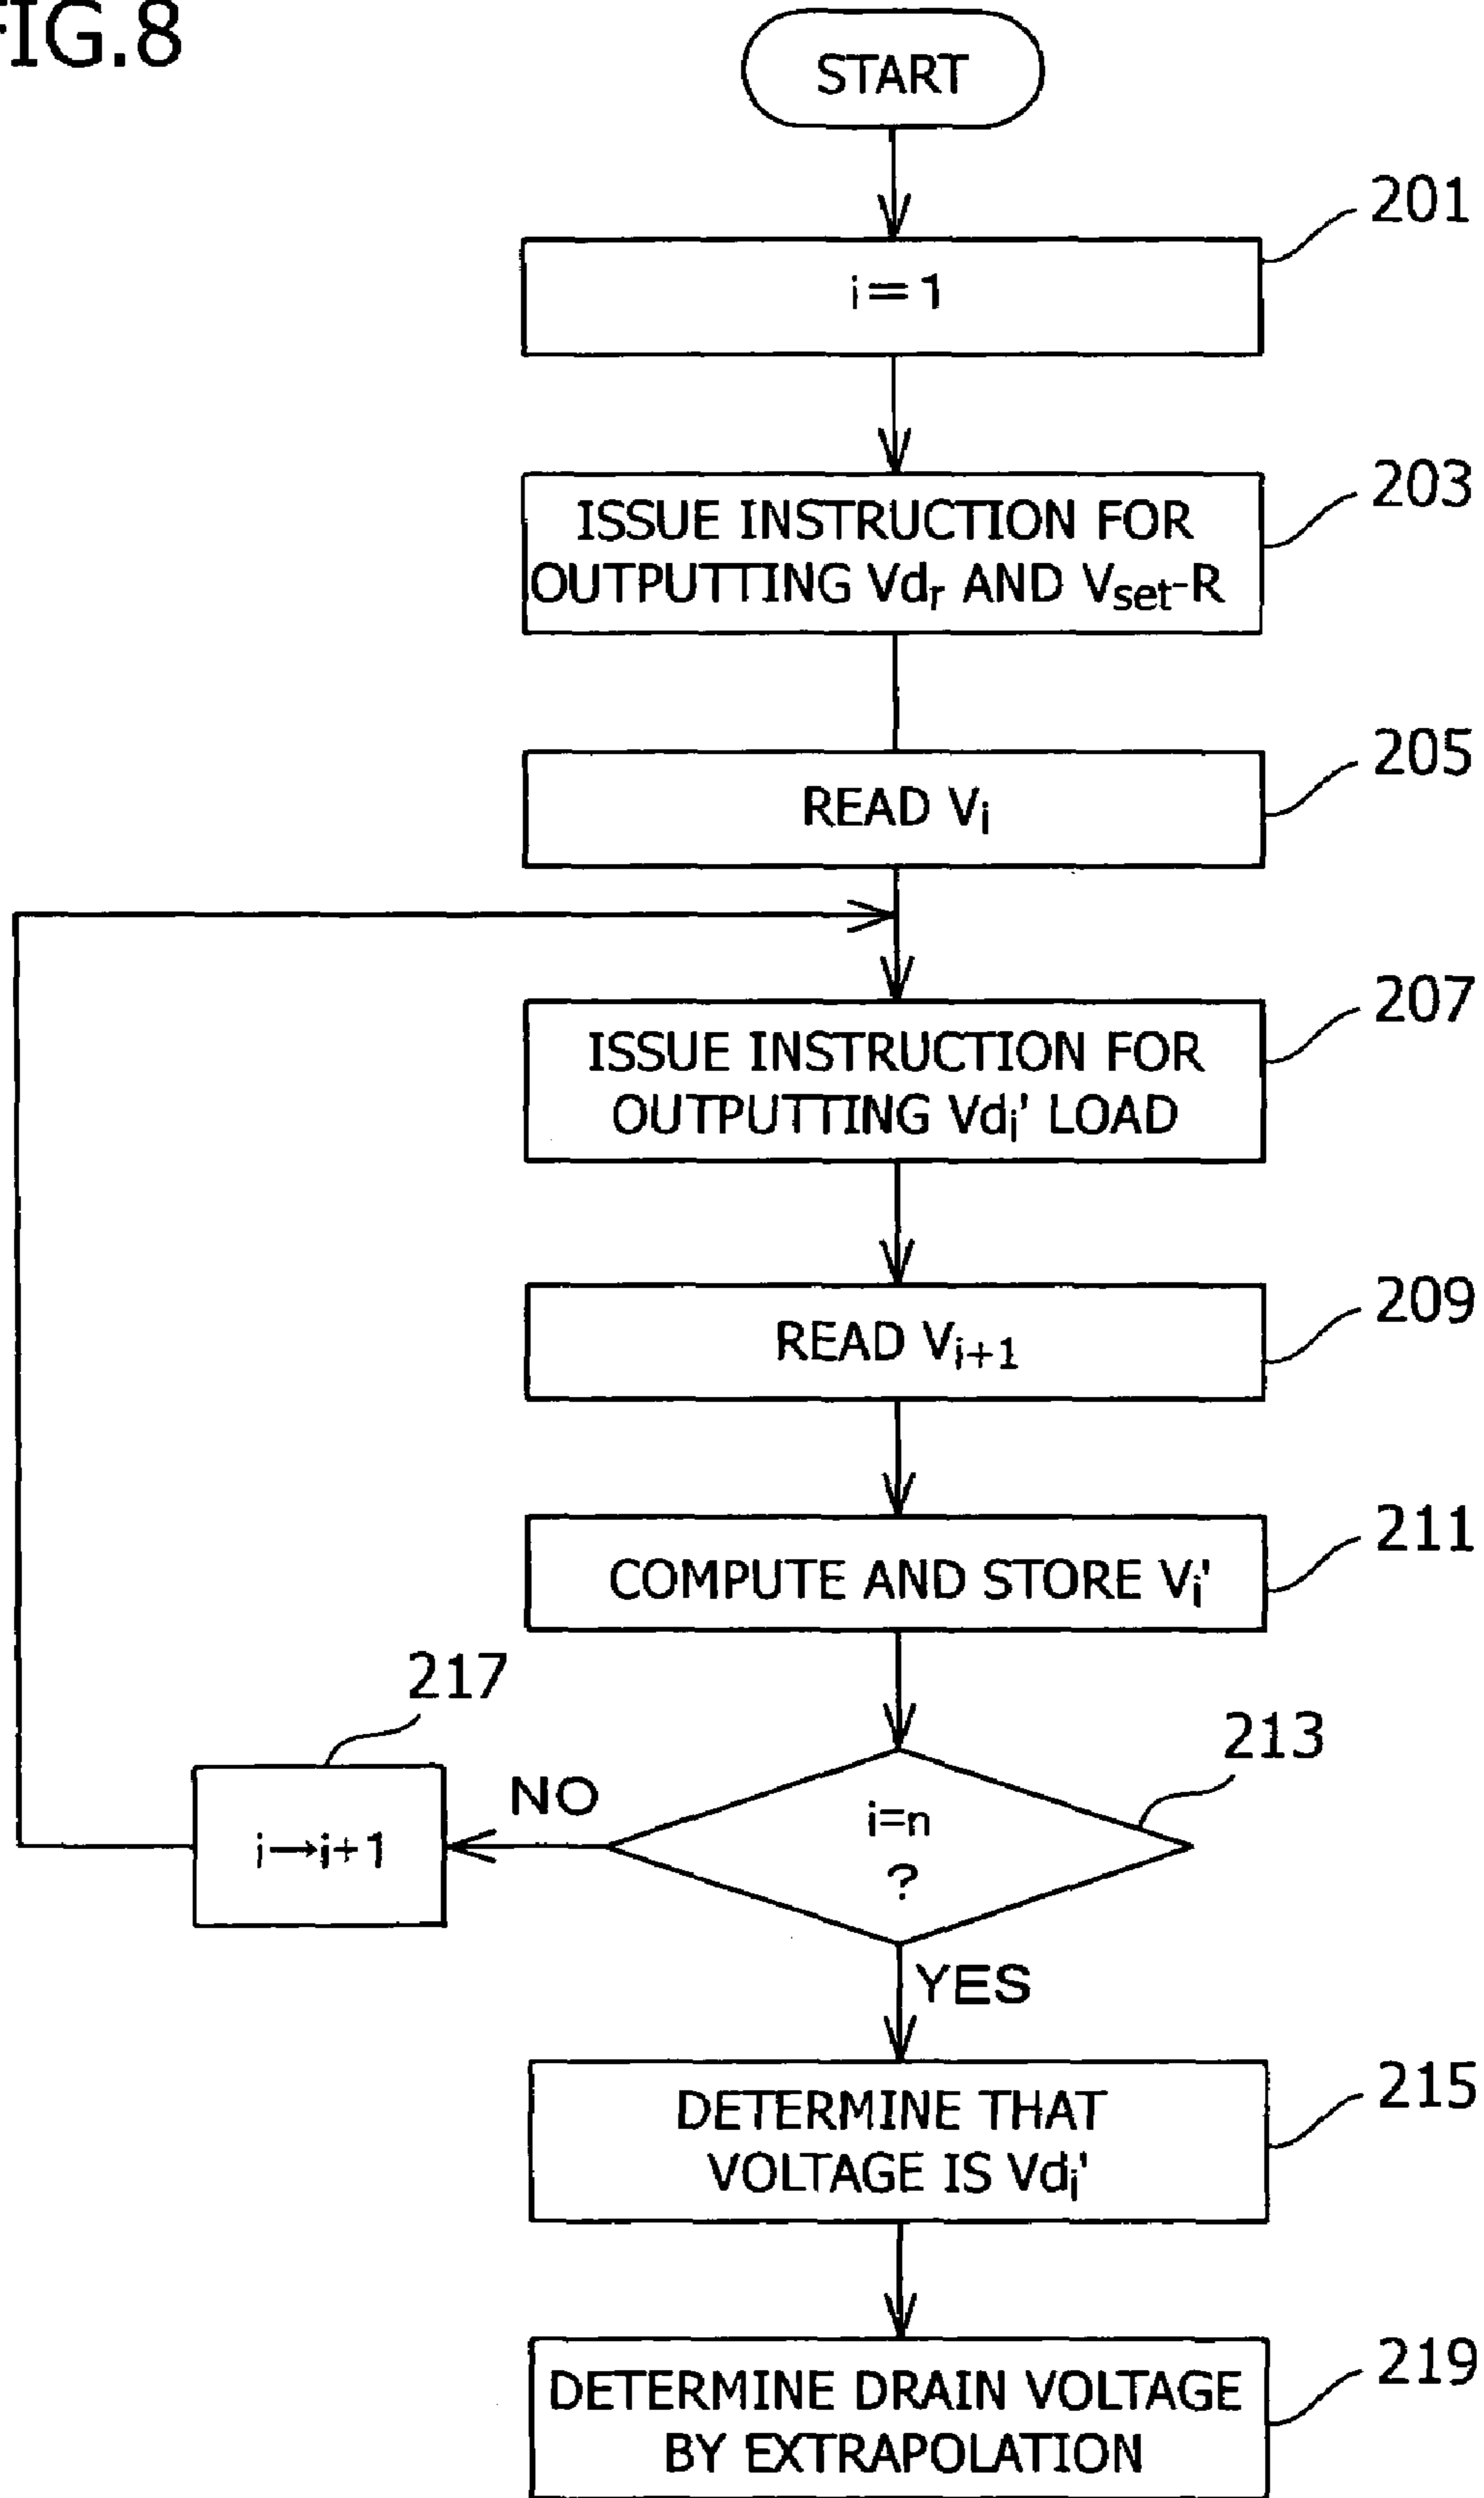 FIG.8
START
201
i=1
203
ISSUE INSTRUCTION FOR
OUTPUTTING Vdr AND Vset-R
205
READ Vi
207
ISSUE INSTRUCTION FOR
OUTPUTTING Vdi' LOAD
209
READ Vi+1
211
COMPUTE AND STORE Vi'
217
213
NO
i=n
?
i→i+1
YES
215
DETERMINE THAT
VOLTAGE IS Vdi'
219
DETERMINE DRAIN VOLTAGE
BY EXTRAPOLATION